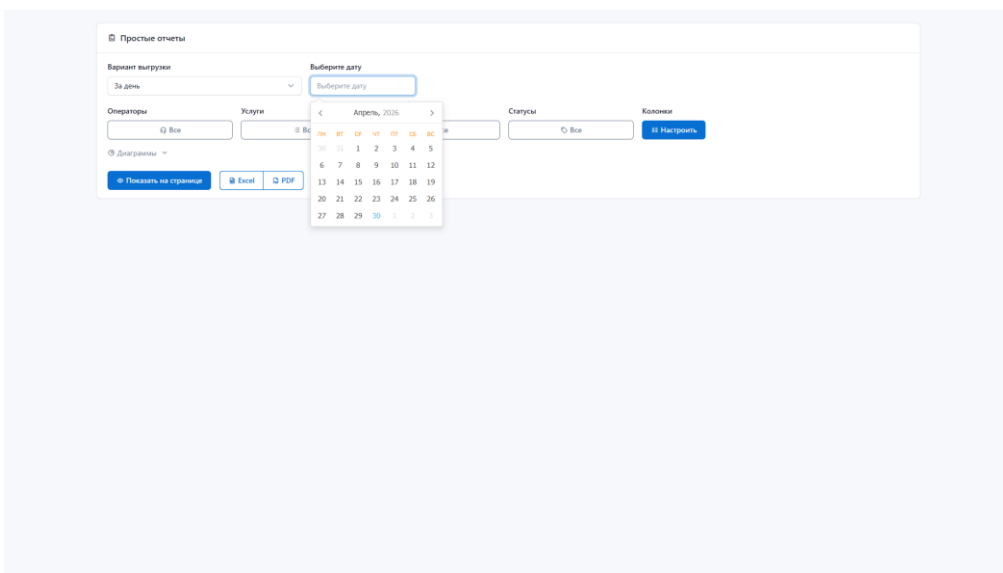 Простые отчеты
Вариант выгрузки
Выберите дату
За день
Выберите дату
Операторы
Услуги
Статусы
Колонки
Все
Все
Настроить
Диаграммы
Показать на странице
Excel
PDF
Апрель, 2026
ПН ВТ СР ЧТ ПТ СБ ВС
30 31 1 2 3 4 5
6 7 8 9 10 11 12
13 14 15 16 17 18 19
20 21 22 23 24 25 26
27 28 29 30 1 2 3